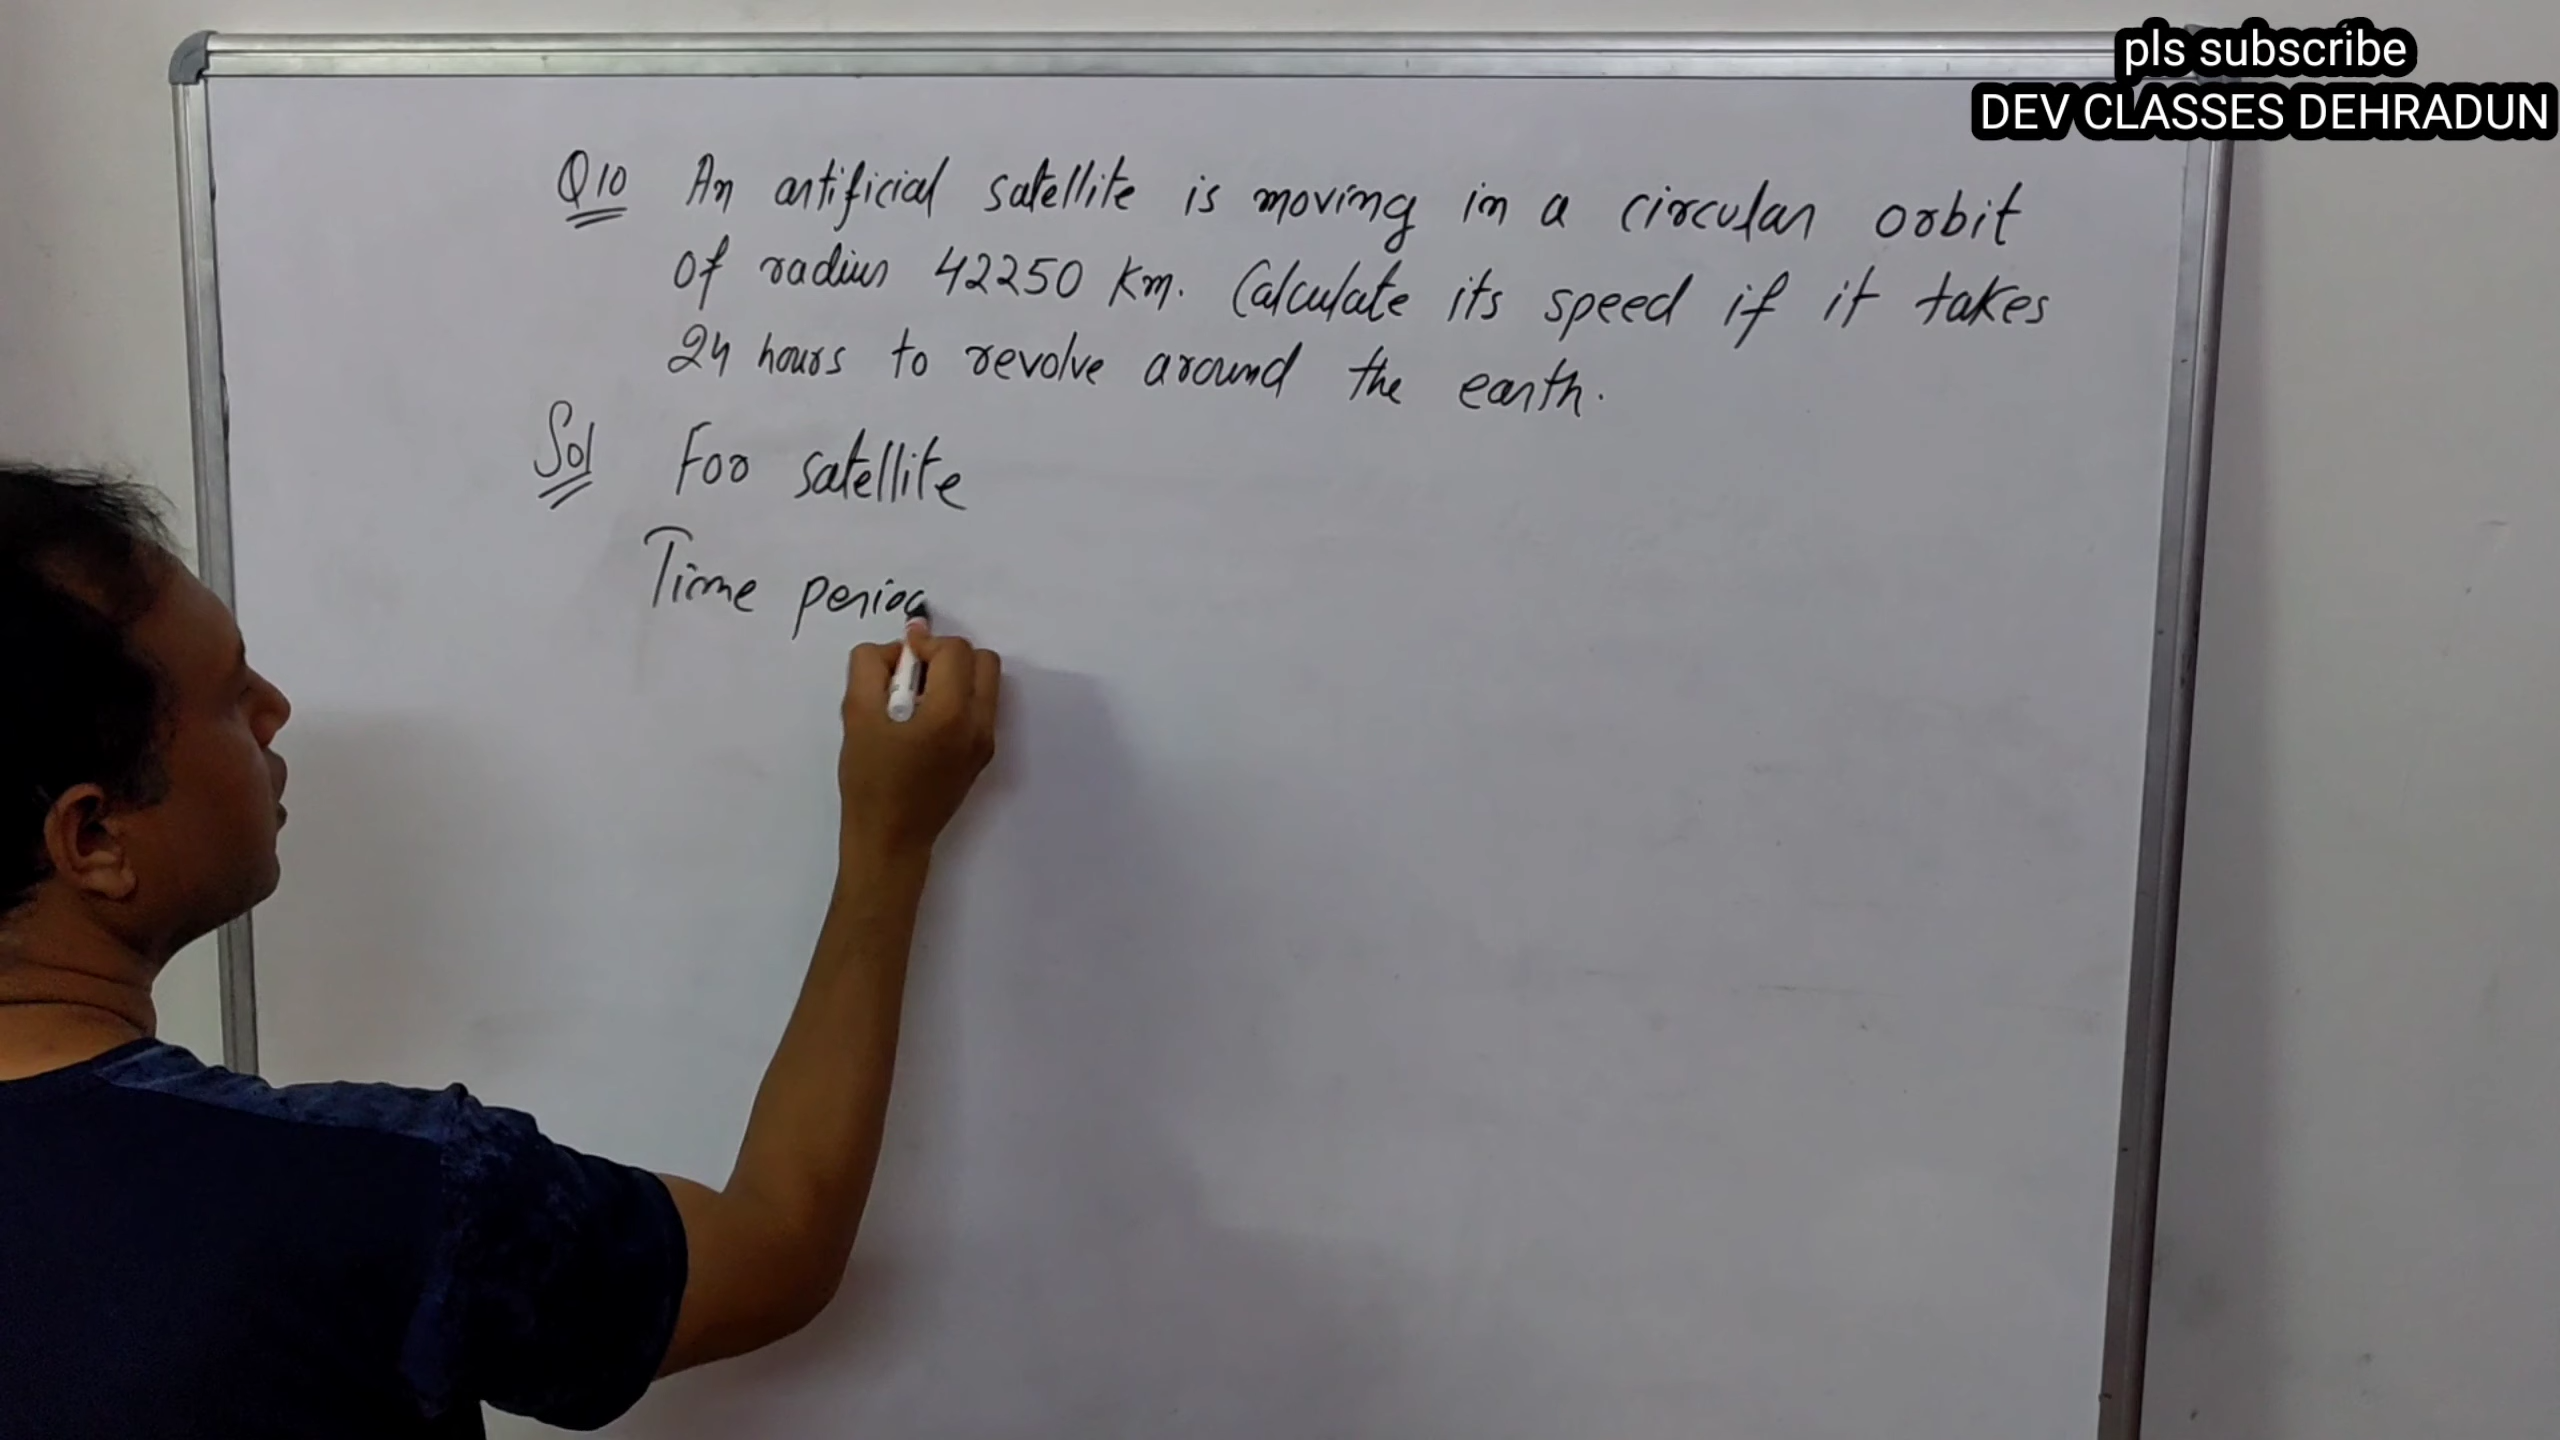 pls subscribe
DEV CLASSES DEHRADUN
Q10 An artificial satellite is moving in a circular orbit
of radius 42250 Km. Calculate its speed if it takes
24 hours to revolve around the earth.
Sol For satellite
Time perio